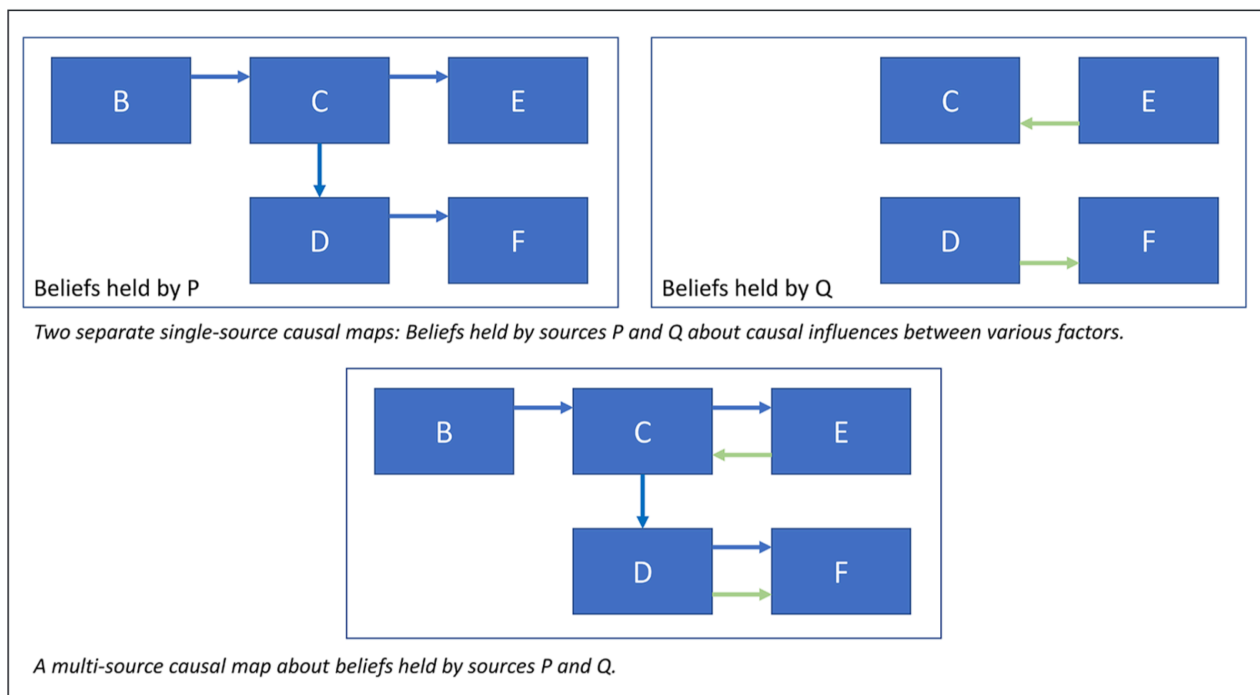 B
C
E
C
E
D
F
D
F
Beliefs held by P
Beliefs held by Q
Two separate single-source causal maps: Beliefs held by sources P and Q about causal influences between various factors.
B
C
E
D
F
A multi-source causal map about beliefs held by sources P and Q.